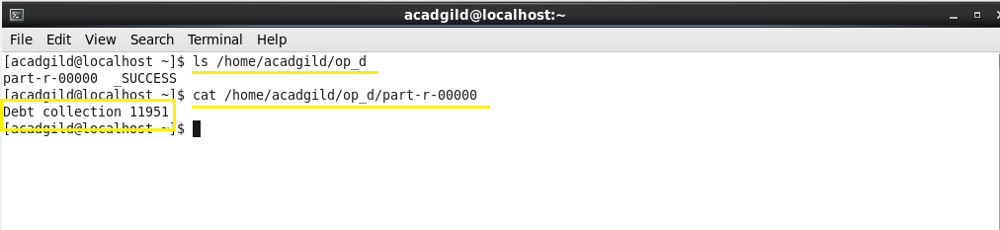 acadgild@localhost:~
File Edit View Search Terminal Help
[acadgild@localhost ~]$ ls /home/acadgild/op_d
part-r-00000  _SUCCESS
[acadgild@localhost ~]$ cat /home/acadgild/op_d/part-r-00000
Debt collection 11951
[acadgild@localhost ~]$